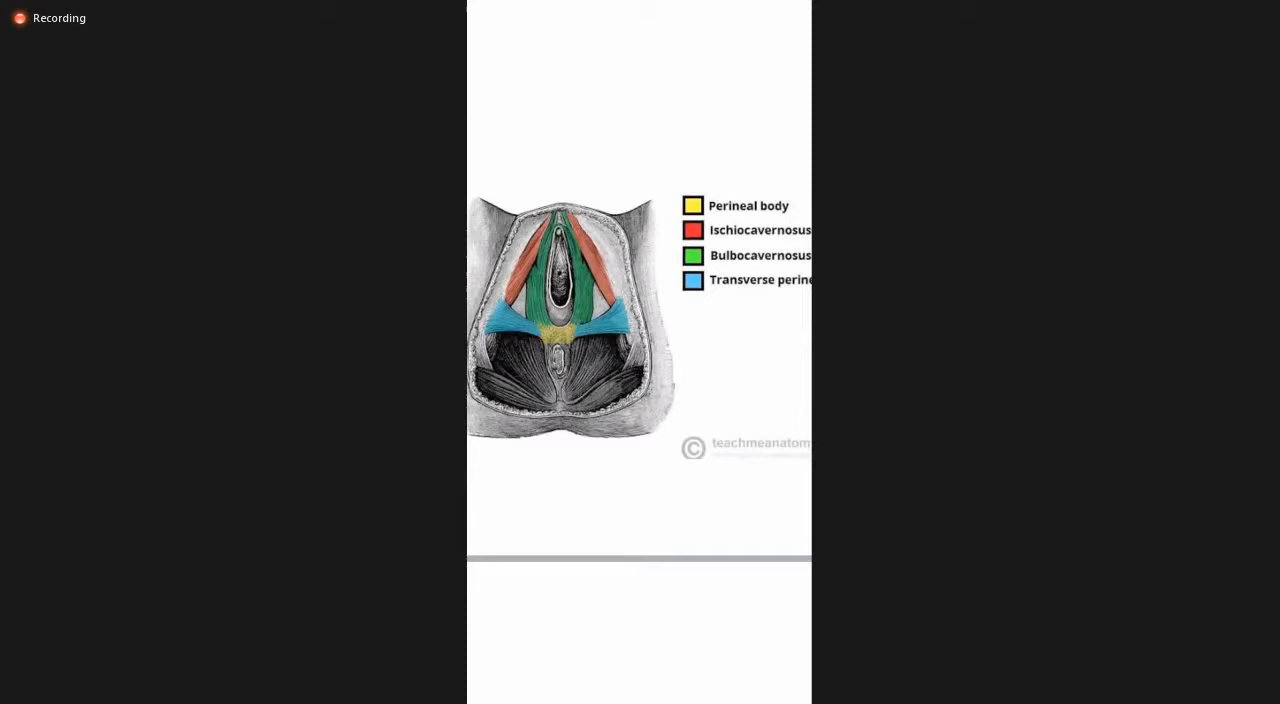 Recording
Perineal body
Ischiocavernosus
Bulbocavernosus
Transverse perine
© teachmeanatom